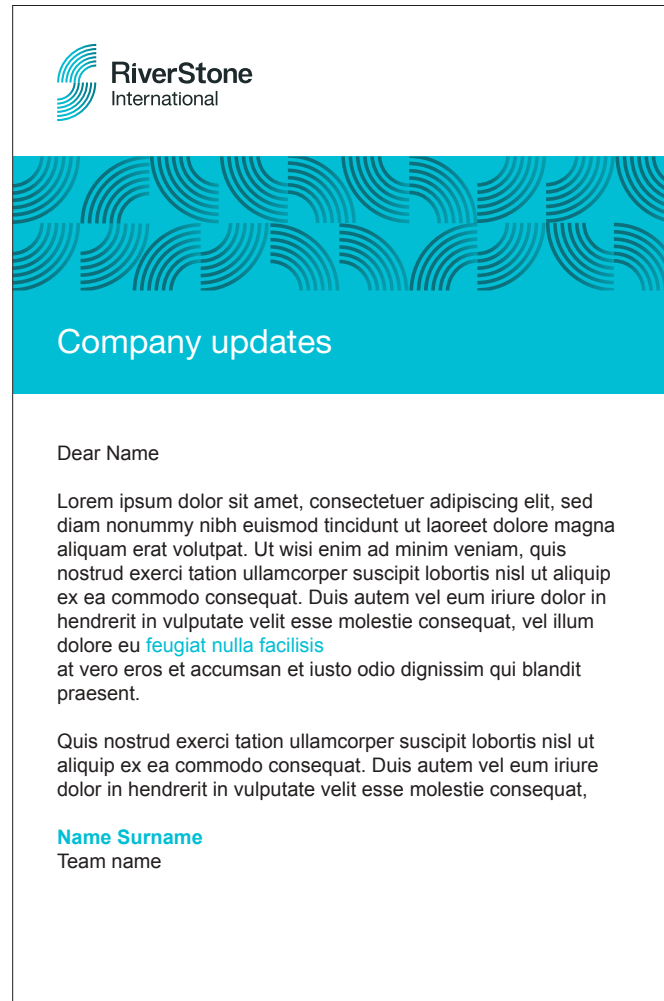 RiverStone
International
Company updates
Dear Name
Lorem ipsum dolor sit amet, consectetuer adipiscing elit, sed
diam nonummy nibh euismod tincidunt ut laoreet dolore magna
aliquam erat volutpat. Ut wisi enim ad minim veniam, quis
nostrud exerci tation ullamcorper suscipit lobortis nisl ut aliquip
ex ea commodo consequat. Duis autem vel eum iriure dolor in
hendrerit in vulputate velit esse molestie consequat, vel illum
dolore eu feugiat nulla facilisis
at vero eros et accumsan et iusto odio dignissim qui blandit
praesent.
Quis nostrud exerci tation ullamcorper suscipit lobortis nisl ut
aliquip ex ea commodo consequat. Duis autem vel eum iriure
dolor in hendrerit in vulputate velit esse molestie consequat,
Name Surname
Team name